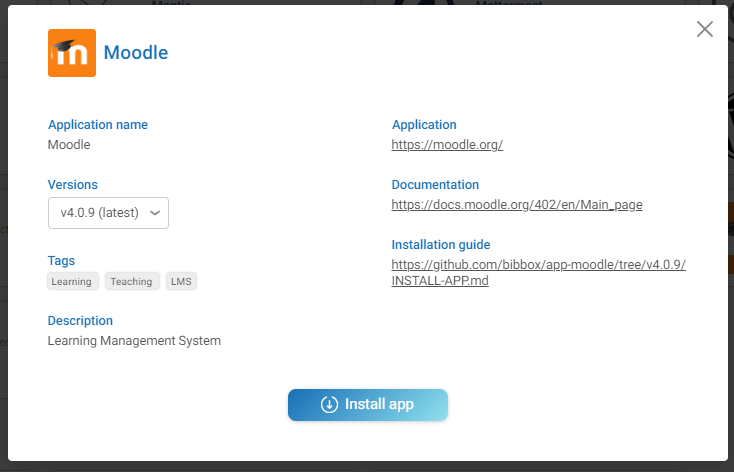 Moodle
Application name
Moodle
Versions
v4.0.9 (latest)
Tags
Learning
Teaching
LMS
Description
Learning Management System
Application
https://moodle.org/
Documentation
https://docs.moodle.org/402/en/Main_page
Installation guide
https://github.com/bibbox/app-moodle/tree/v4.0.9/
INSTALL-APP.md
Install app